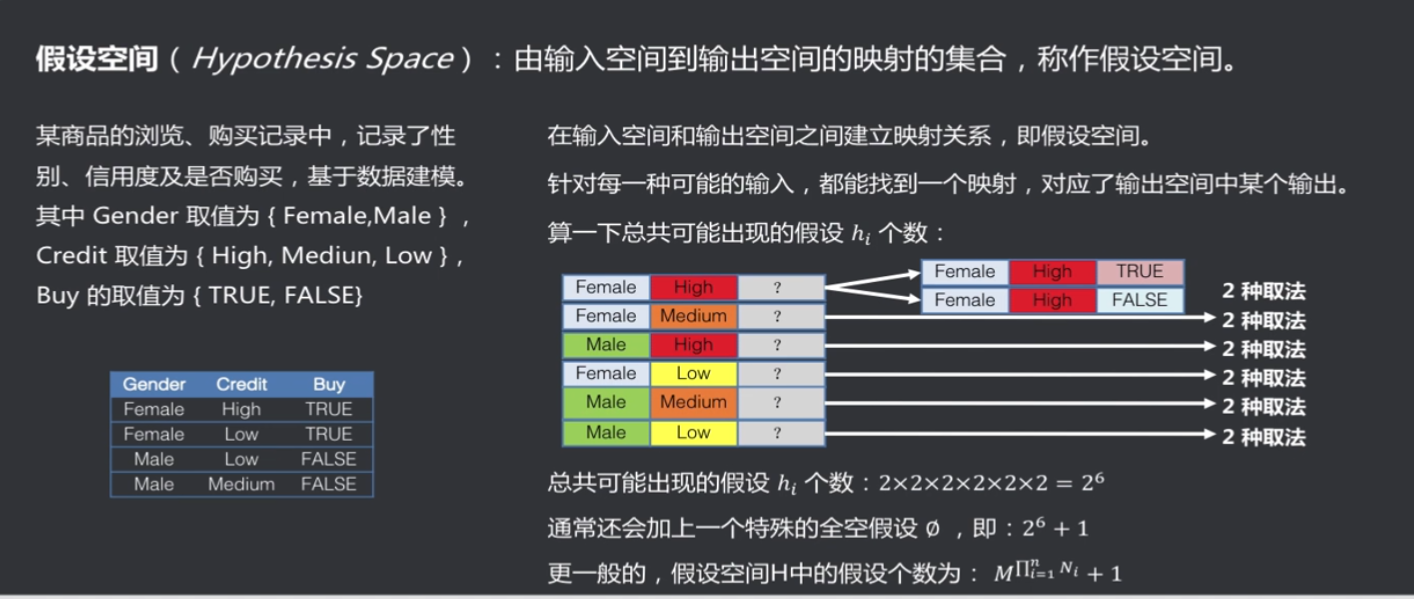 假设空间（Hypothesis Space）：由输入空间到输出空间的映射的集合，称作假设空间。
某商品的浏览、购买记录中，记录了性
别、信用度及是否购买，基于数据建模。
其中 Gender 取值为 { Female,Male } ，
Credit 取值为 { High, Mediun, Low } ，
Buy 的取值为 { TRUE, FALSE}
Gender Credit Buy
Female High TRUE
Female Low TRUE
Male Low FALSE
Male Medium FALSE
在输入空间和输出空间之间建立映射关系，即假设空间。
针对每一种可能的输入，都能找到一个映射，对应了输出空间中某个输出。
算一下总共可能出现的假设 hᵢ 个数：
Female High ?
Female High TRUE
Female High FALSE
2 种取法
Female Medium ? 2 种取法
Male High ? 2 种取法
Female Low ? 2 种取法
Male Medium ? 2 种取法
Male Low ? 2 种取法
总共可能出现的假设 hᵢ 个数：2×2×2×2×2×2 = 2⁶
通常还会加上一个特殊的全空假设 ∅ ，即：2⁶ + 1
更一般的，假设空间H中的假设个数为： M^{∏ⁿᵢ₌₁ Nᵢ} + 1